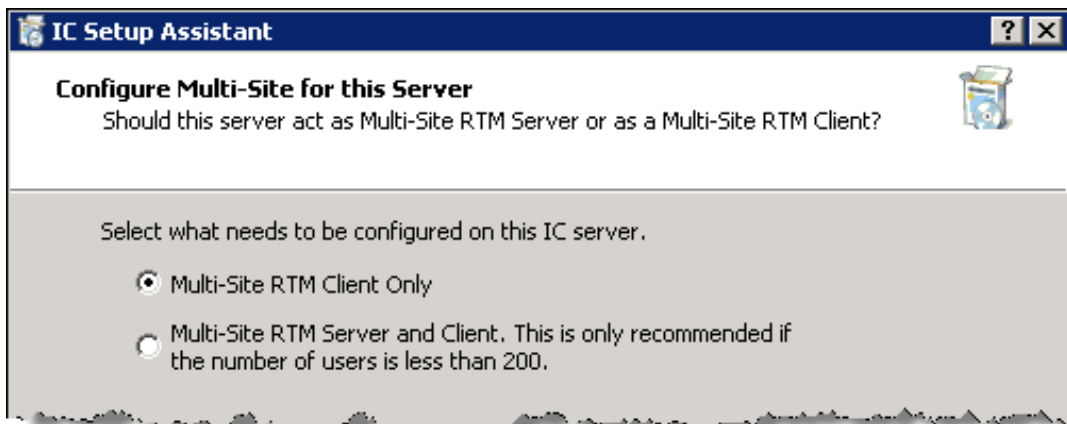 IC Setup Assistant
Configure Multi-Site for this Server
Should this server act as Multi-Site RTM Server or as a Multi-Site RTM Client?
Select what needs to be configured on this IC server.
Multi-Site RTM Client Only
Multi-Site RTM Server and Client. This is only recommended if
the number of users is less than 200.